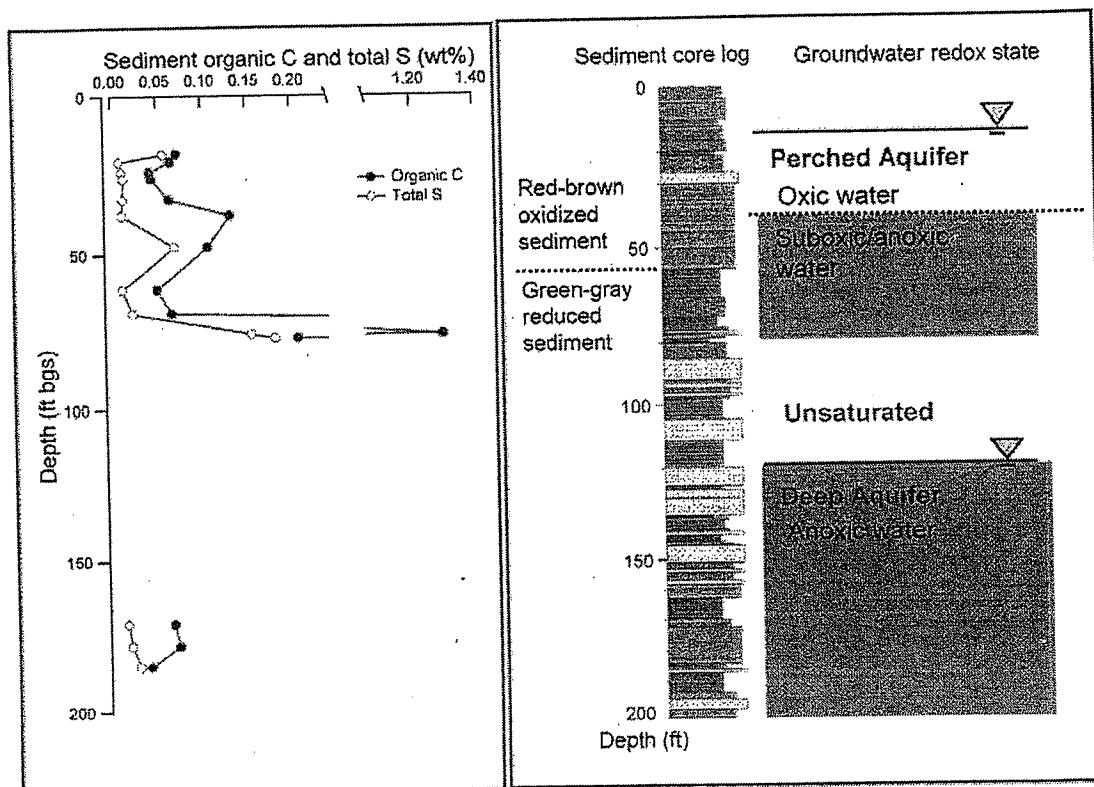 Sediment organic C and total S (wt%)
0.00 0.05 0.10 0.15 0.20 1.20 1.40
0
50
100
150
200
Depth (ft bgs)
Organic C
Total S
Sediment core log
Groundwater redox state
0
50
100
150
200
Depth (ft)
Red-brown
oxidized
sediment
Green-gray
reduced
sediment
Perched Aquifer
Oxic water
Suboxic/anoxic
water
Unsaturated
Deep Aquifer
Anoxic water